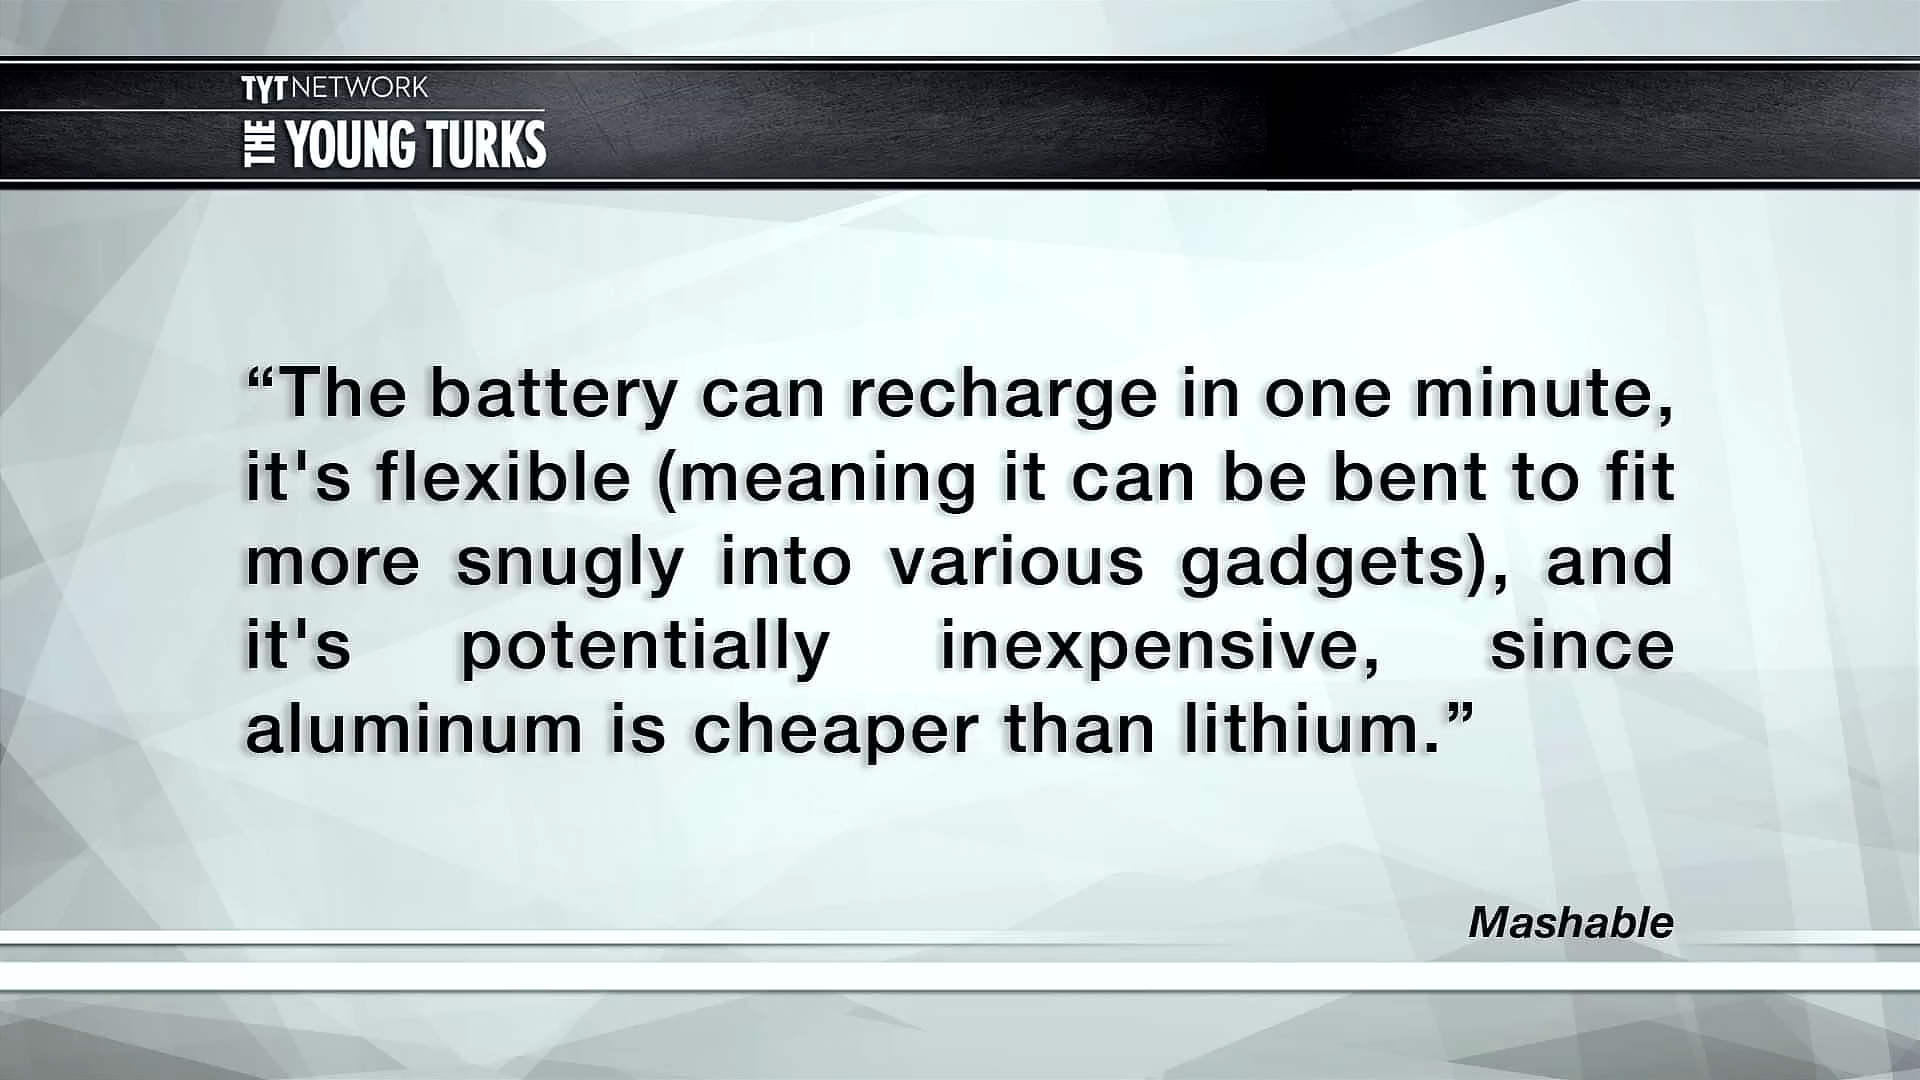 TYT NETWORK
THE YOUNG TURKS
“The battery can recharge in one minute,
it's flexible (meaning it can be bent to fit
more snugly into various gadgets), and
it's potentially inexpensive, since
aluminum is cheaper than lithium.”
Mashable